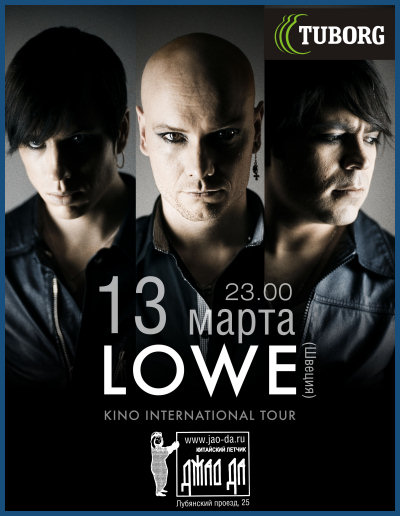 TUBORG
13 марта
23.00
LOWE
(Швеция)
KINO INTERNATIONAL TOUR
www.jao-da.ru
КИТАЙСКИЙ ЛЕТЧИК
ДЖАО ДА
Лубянский проезд, 25